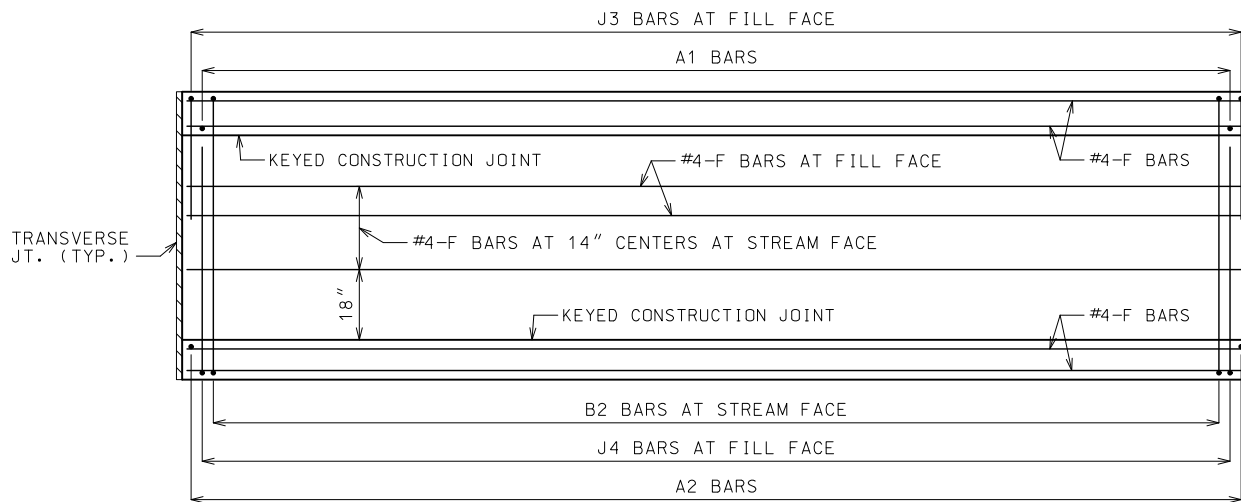 J3 BARS AT FILL FACE
A1 BARS
KEYED CONSTRUCTION JOINT
#4-F BARS AT FILL FACE
#4-F BARS
TRANSVERSE
JT. (TYP.)
#4-F BARS AT 14" CENTERS AT STREAM FACE
18"
KEYED CONSTRUCTION JOINT
#4-F BARS
B2 BARS AT STREAM FACE
J4 BARS AT FILL FACE
A2 BARS